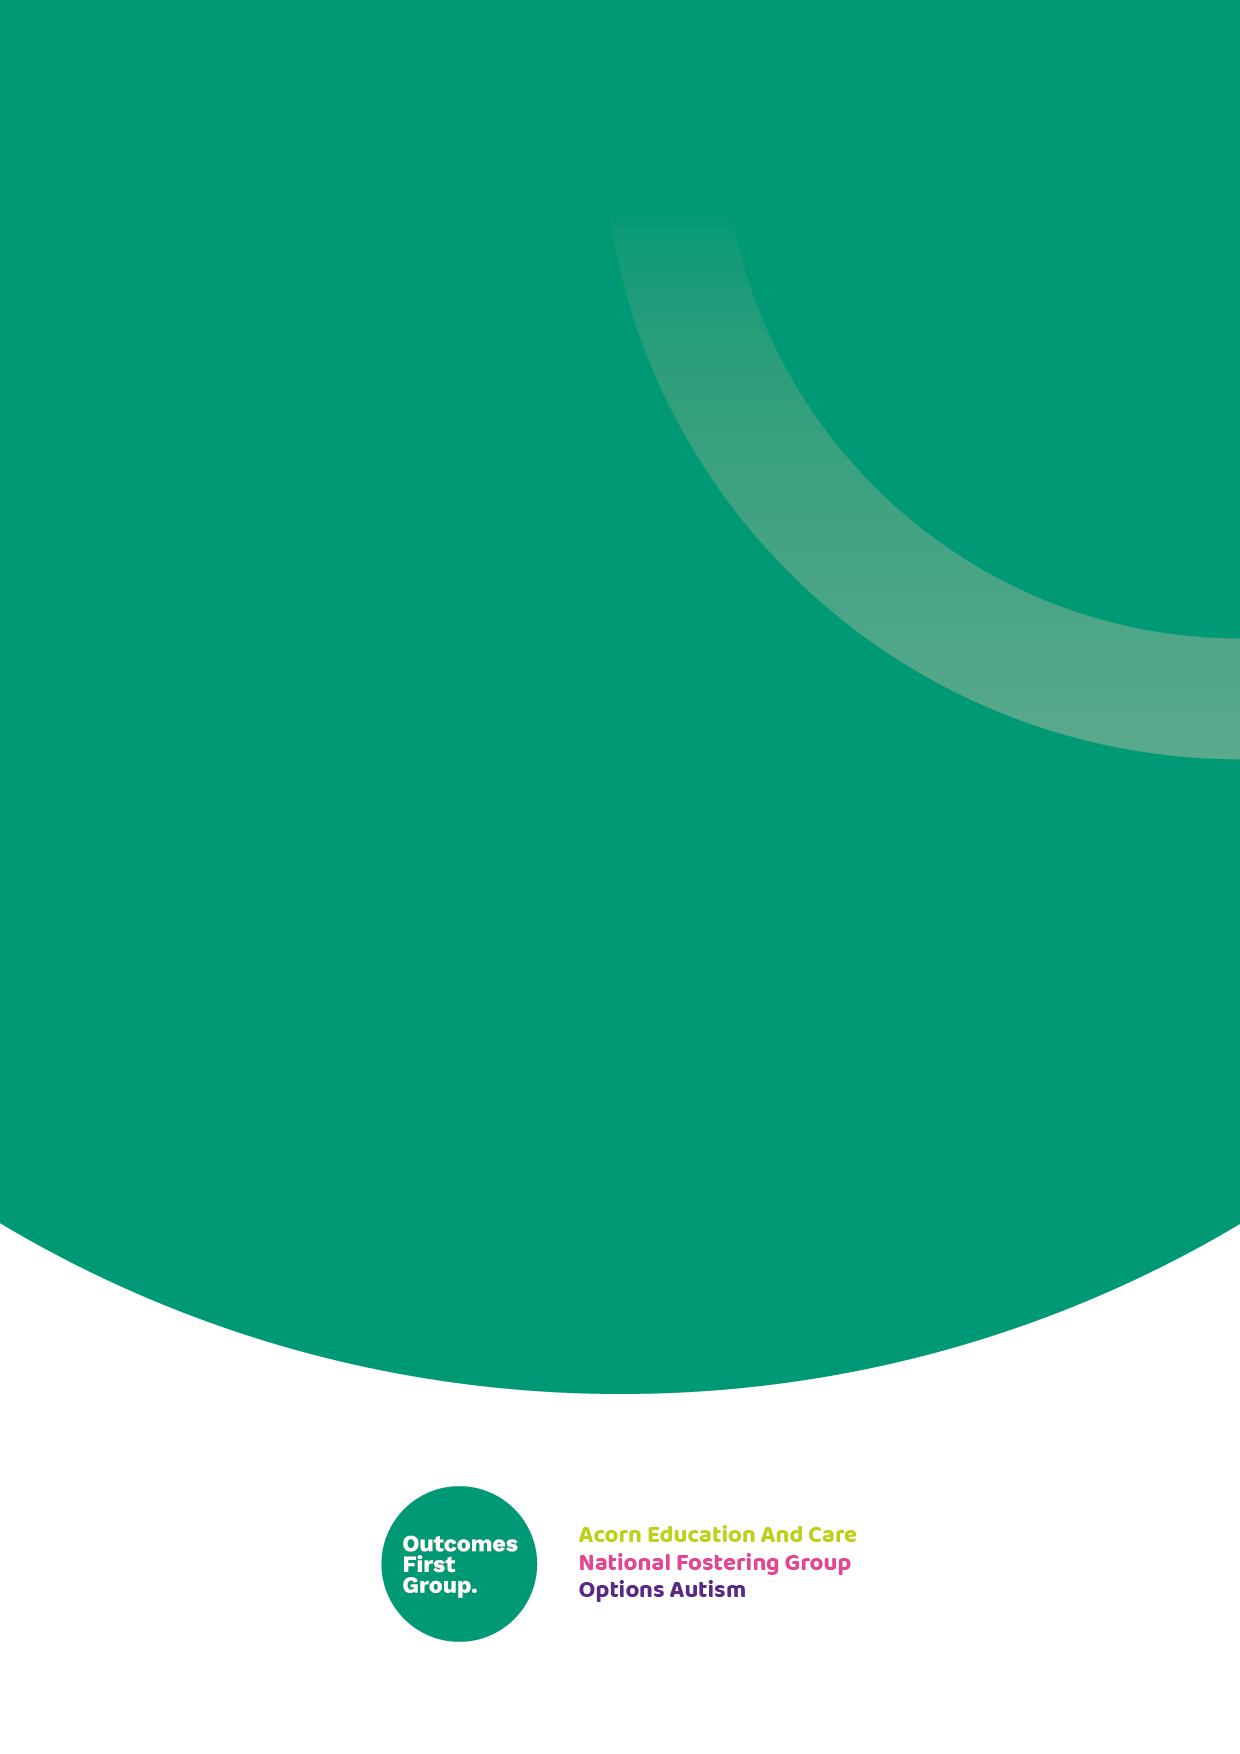 Outcomes
First
Group.
Acorn Education And Care
National Fostering Group
Options Autism